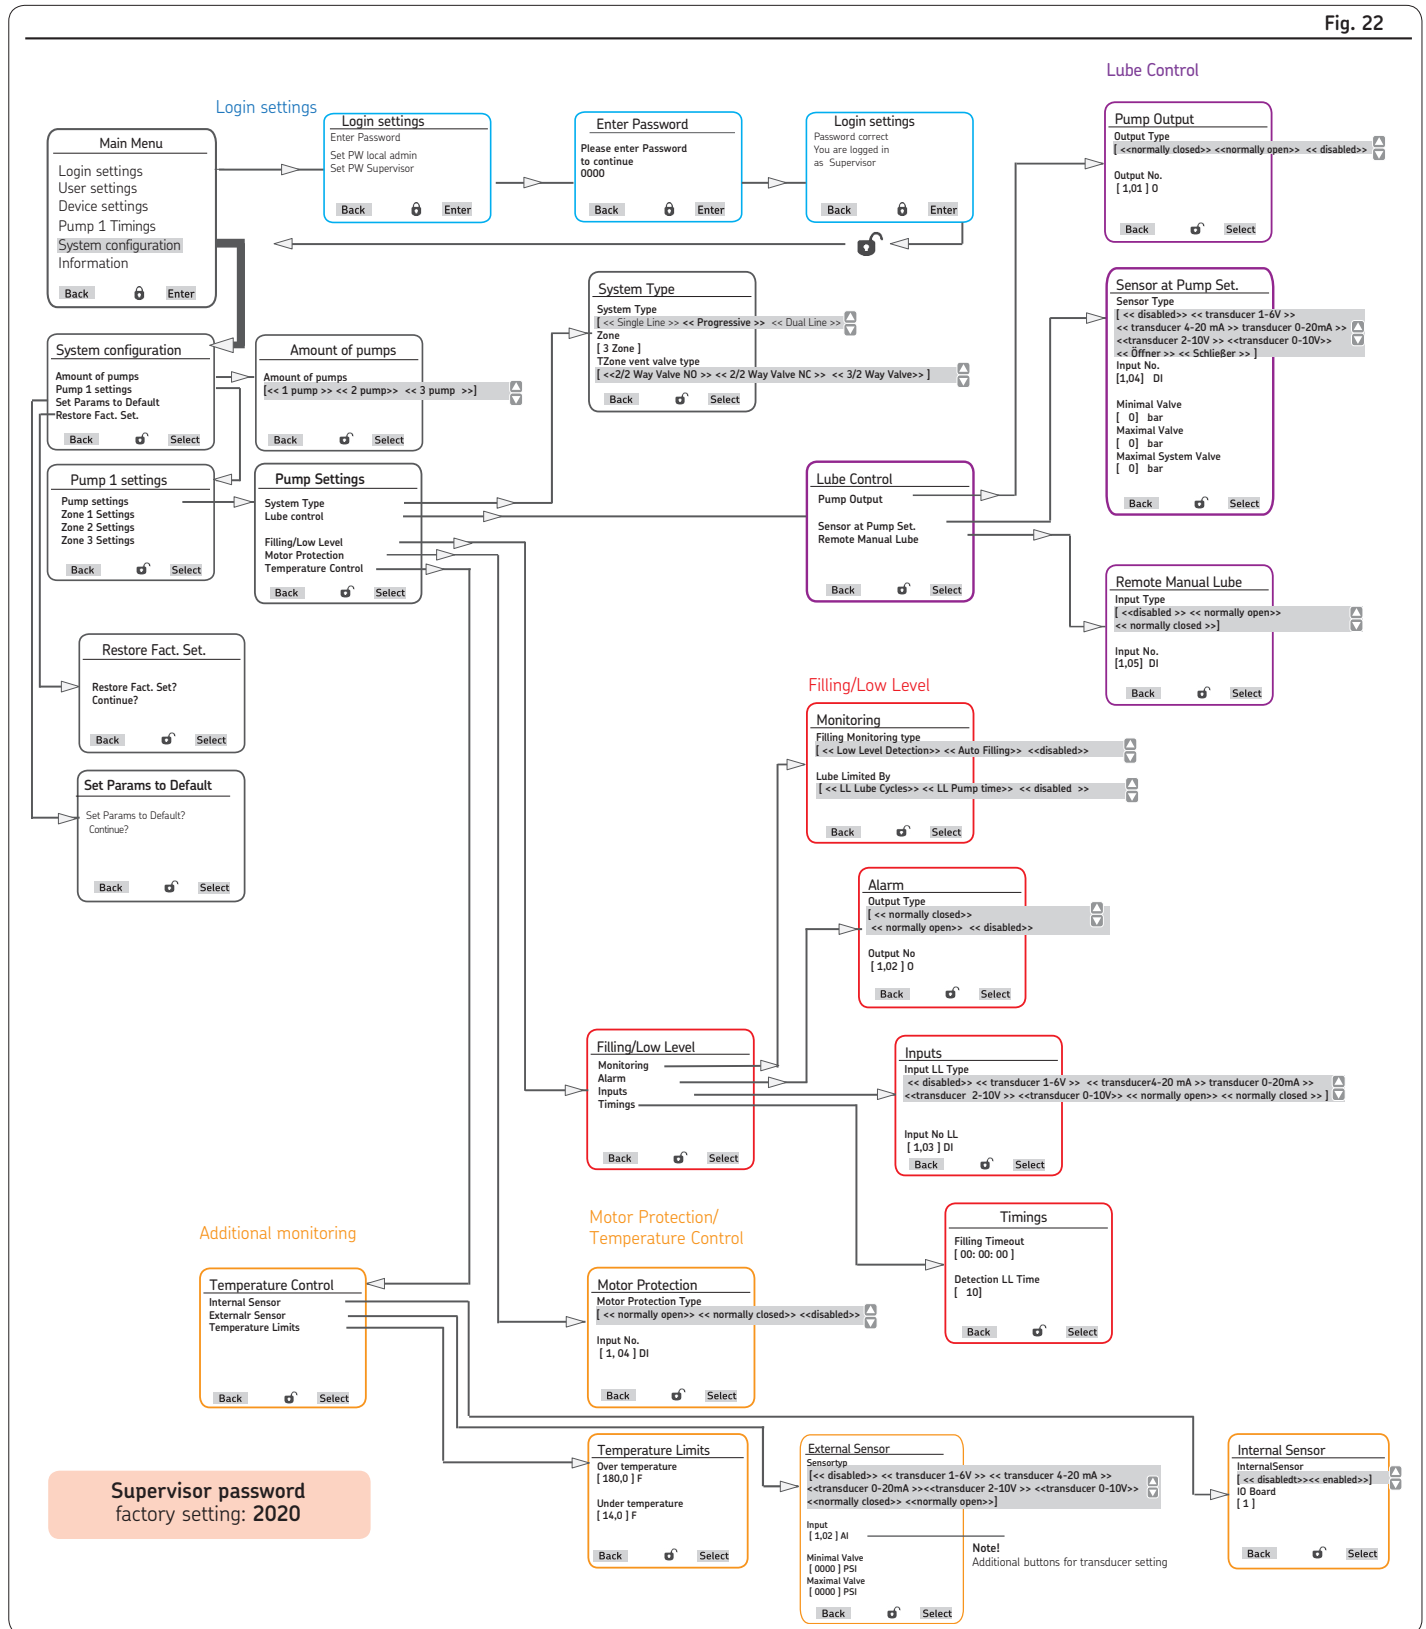 Fig. 22
Lube Control
Login settings
Main Menu
Login settings
User settings
Device settings
Pump 1 Timings
System configuration
Information
Back Enter
Login settings
Enter Password
Set PW local admin
Set PW Supervisor
Back Enter
Enter Password
Please enter Password
to continue
0000
Back Enter
Login settings
Password correct
You are logged in
as Supervisor
Back Enter
Pump Output
Output Type
[ <<normally closed>> <<normally open>> << disabled>>
Output No.
[ 1,01 ] O
Back Select
System Type
System Type
[ << Single Line >> << Progressive >> << Dual Line >>
Zone
[ 3 Zone ]
TZone vent valve type
[ <<2/2 Way Valve NO >> << 2/2 Way Valve NC >> << 3/2 Way Valve>> ]
Back Select
Sensor at Pump Set.
Sensor Type
[ << disabled>> << transducer 1-6V >>
<< transducer 4-20 mA >> transducer 0-20mA >>
<<transducer 2-10V >> <<transducer 0-10V>>
<< Öffner >> << Schließer >> ]
Input No.
[1,04] DI
Minimal Valve
[ 0] bar
Maximal Valve
[ 0] bar
Maximal System Valve
[ 0] bar
Back Select
System configuration
Amount of pumps
Pump 1 settings
Set Params to Default
Restore Fact. Set.
Back Select
Amount of pumps
Amount of pumps
[<< 1 pump >> << 2 pump>> << 3 pump >>]
Back Select
Pump 1 settings
Pump settings
Zone 1 Settings
Zone 2 Settings
Zone 3 Settings
Back Select
Pump Settings
System Type
Lube control
Filling/Low Level
Motor Protection
Temperature Control
Back Select
Lube Control
Pump Output
Sensor at Pump Set.
Remote Manual Lube
Back Select
Remote Manual Lube
Input Type
[ <<disabled >> << normally open>>
<< normally closed >>]
Input No.
[1,05] DI
Back Select
Restore Fact. Set.
Restore Fact. Set?
Continue?
Back Select
Set Params to Default
Set Params to Default?
Continue?
Back Select
Filling/Low Level
Monitoring
Filling Monitoring type
[ << Low Level Detection>> << Auto Filling>> <<disabled>>
Lube Limited By
[ << LL Lube Cycles>> << LL Pump time>> << disabled >>
Back Select
Alarm
Output Type
[ << normally closed>>
<< normally open>> << disabled>>
Output No
[ 1,02 ] O
Back Select
Filling/Low Level
Monitoring
Alarm
Inputs
Timings
Back Select
Inputs
Input LL Type
<< disabled>> << transducer 1-6V >> << transducer4-20 mA >> transducer 0-20mA >>
<<transducer 2-10V >> <<transducer 0-10V>> << normally open>> << normally closed >> ]
Input No LL
[ 1,03 ] DI
Back Select
Timings
Filling Timeout
[ 00: 00: 00 ]
Detection LL Time
[ 10]
Back Select
Additional monitoring
Motor Protection/
Temperature Control
Temperature Control
Internal Sensor
Externalr Sensor
Temperature Limits
Back Select
Motor Protection
Motor Protection Type
[ << normally open>> << normally closed>> <<disabled>>
Input No.
[ 1, 04 ] DI
Back Select
Temperature Limits
Over temperature
[ 180,0 ] F
Under temperature
[ 14,0 ] F
Back Select
External Sensor
Sensortyp
[<< disabled>> << transducer 1-6V >> << transducer 4-20 mA >>
<<transducer 0-20mA >><<transducer 2-10V >> <<transducer 0-10V>>
<<normally closed>> <<normally open>>]
Input
[ 1,02 ] AI
Minimal Valve
[ 0000 ] PSI
Maximal Valve
[ 0000 ] PSI
Back Select
Note!
Additional buttons for transducer setting
Internal Sensor
InternalSensor
[ << disabledt>><< enabled>>]
IO Board
[ 1 ]
Back Select
Supervisor password
factory setting: 2020